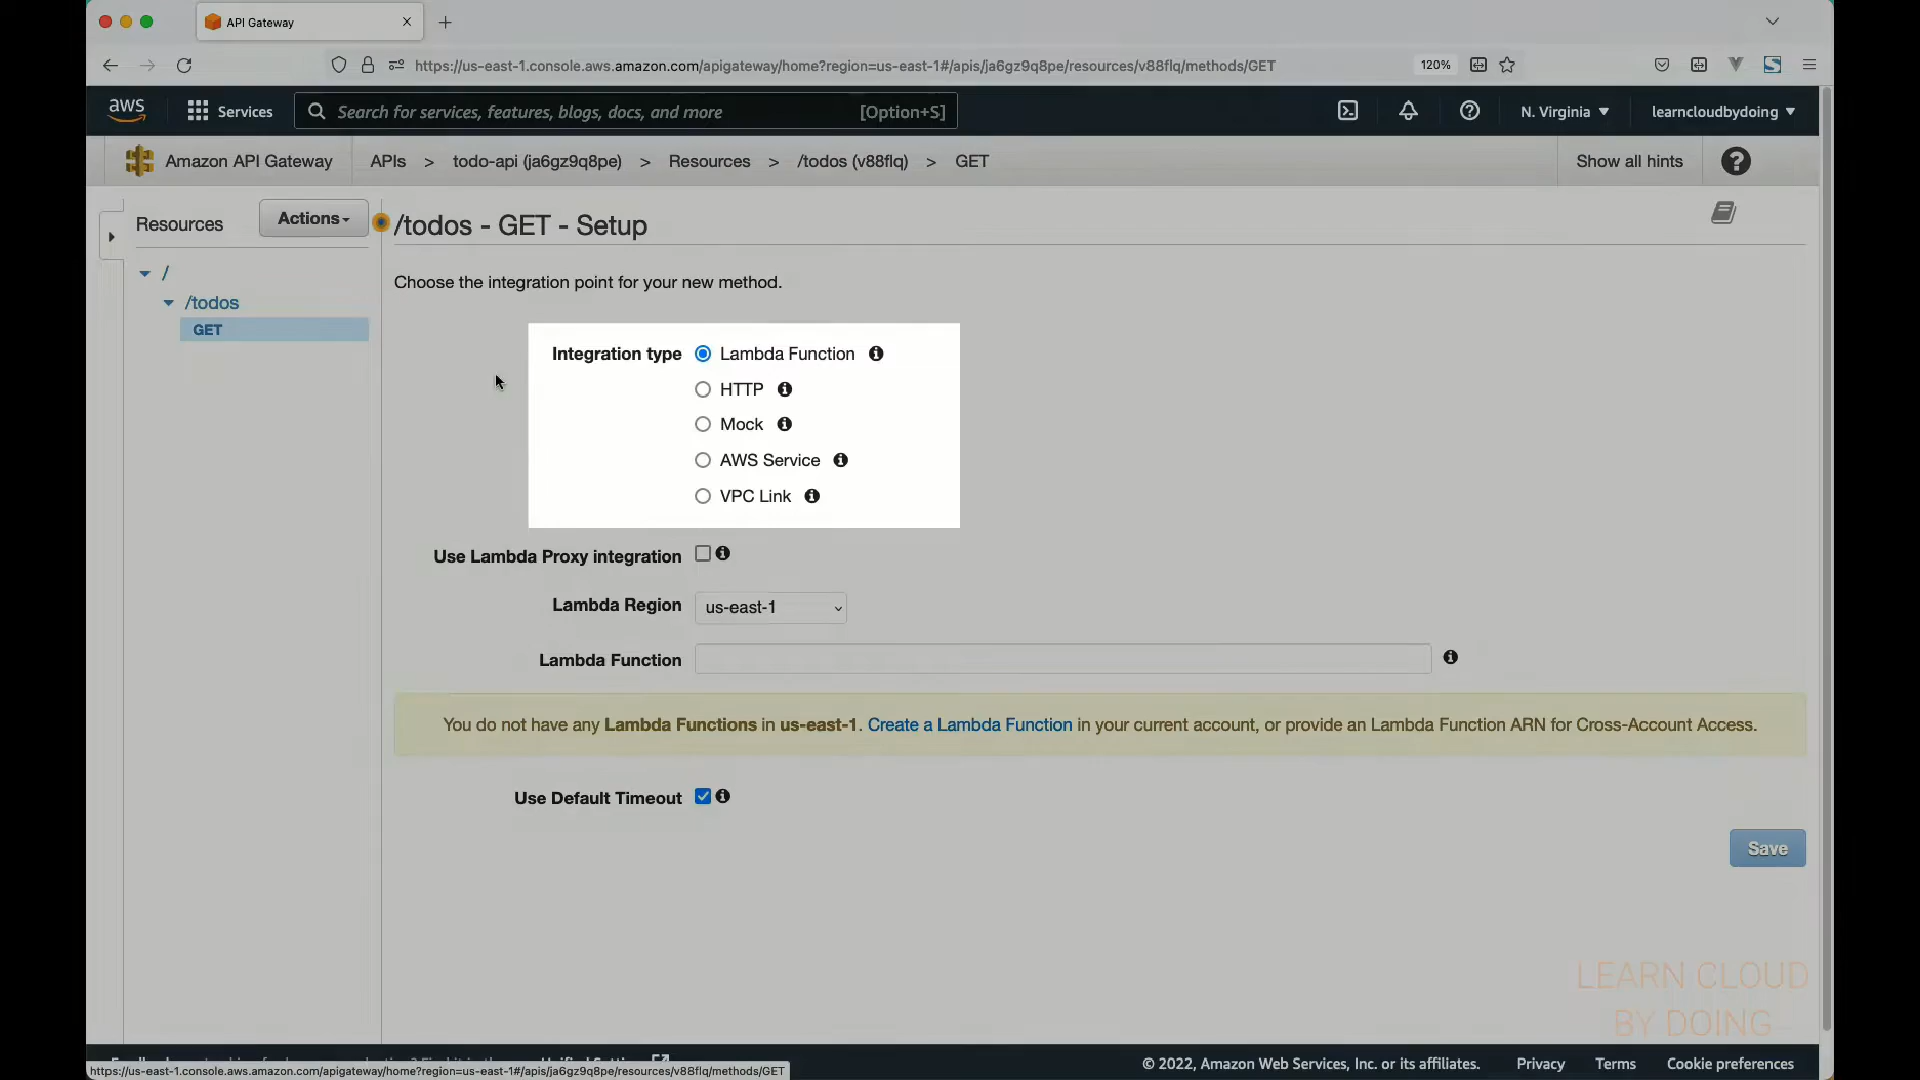 API Gateway
https://us-east-1.console.aws.amazon.com/apigateway/home?region=us-east-1#/apis/ja6gz9q8pe/resources/v88flq/methods/GET
120%
aws
Services
Search for services, features, blogs, docs, and more
[Option+S]
N. Virginia
learncloudbydoing
Amazon API Gateway
APIs > todo-api (ja6gz9q8pe) > Resources > /todos (v88flq) > GET
Show all hints
Resources
Actions
/todos - GET - Setup
/
/todos
GET
Choose the integration point for your new method.
Integration type
Lambda Function
HTTP
Mock
AWS Service
VPC Link
Use Lambda Proxy integration
Lambda Region
us-east-1
Lambda Function
You do not have any Lambda Functions in us-east-1. Create a Lambda Function in your current account, or provide an Lambda Function ARN for Cross-Account Access.
Use Default Timeout
Save
LEARN CLOUD
BY DOING
© 2022, Amazon Web Services, Inc. or its affiliates.
Privacy
Terms
Cookie preferences
https://us-east-1.console.aws.amazon.com/apigateway/home?region=us-east-1#/apis/ja6gz9q8pe/resources/v88flq/methods/GET